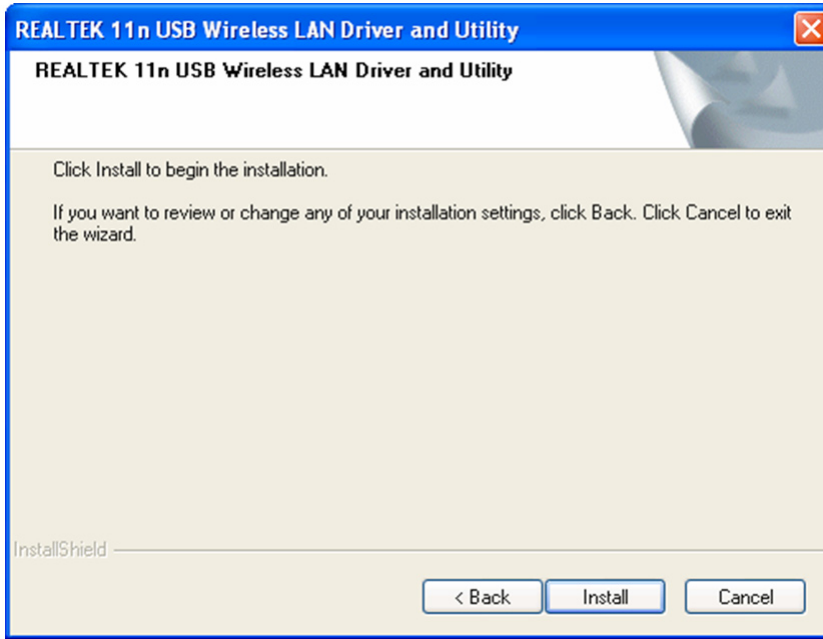 REALTEK 11n USB Wireless LAN Driver and Utility
REALTEK 11n USB Wireless LAN Driver and Utility
Click Install to begin the installation.
If you want to review or change any of your installation settings, click Back. Click Cancel to exit
the wizard.
InstallShield
< Back
Install
Cancel